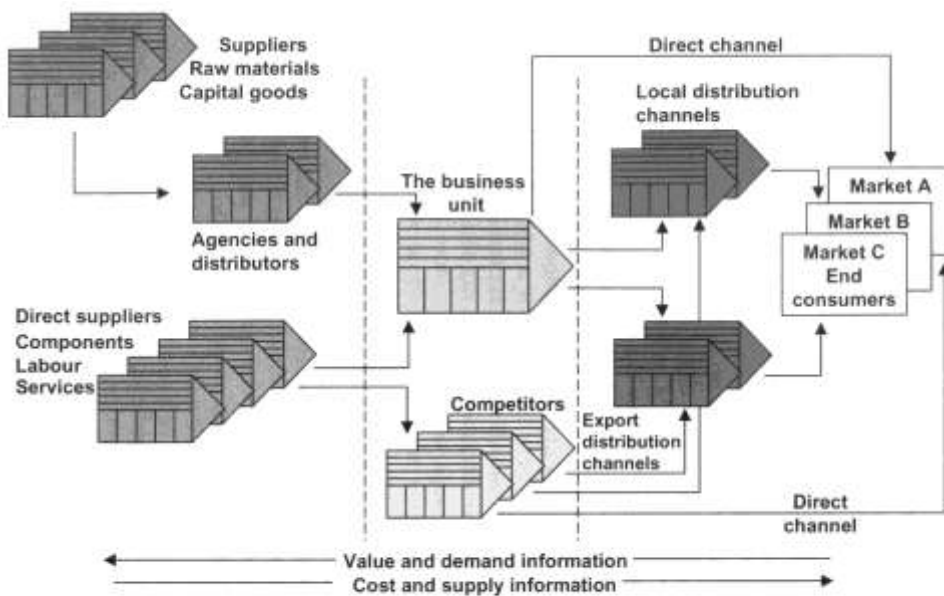 Suppliers
Raw materials
Capital goods
Direct channel
Local distribution
channels
The business
unit
Market A
Market B
Market C
End
consumers
Agencies and
distributors
Direct suppliers
Components
Labour
Services
Competitors
Export
distribution
channels
Direct
channel
Value and demand information
Cost and supply information